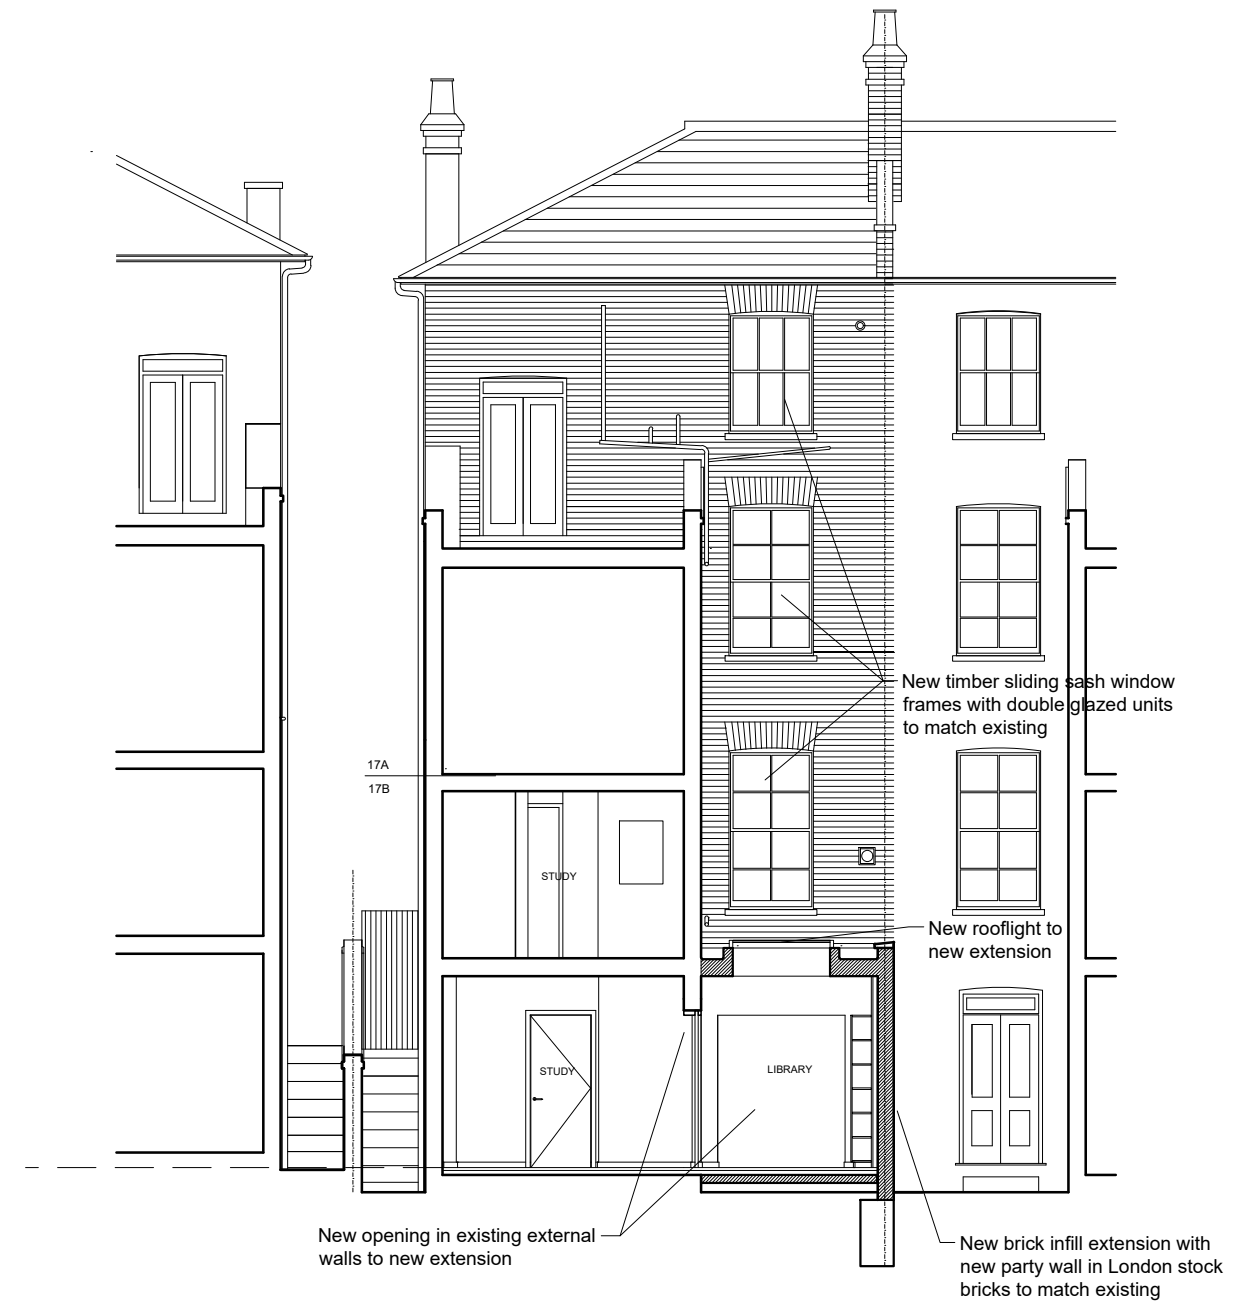 New timber sliding sash window
frames with double glazed units
to match existing
17A
17B
STUDY
New rooflight to
new extension
STUDY
LIBRARY
New opening in existing external
walls to new extension
New brick infill extension with
new party wall in London stock
bricks to match existing